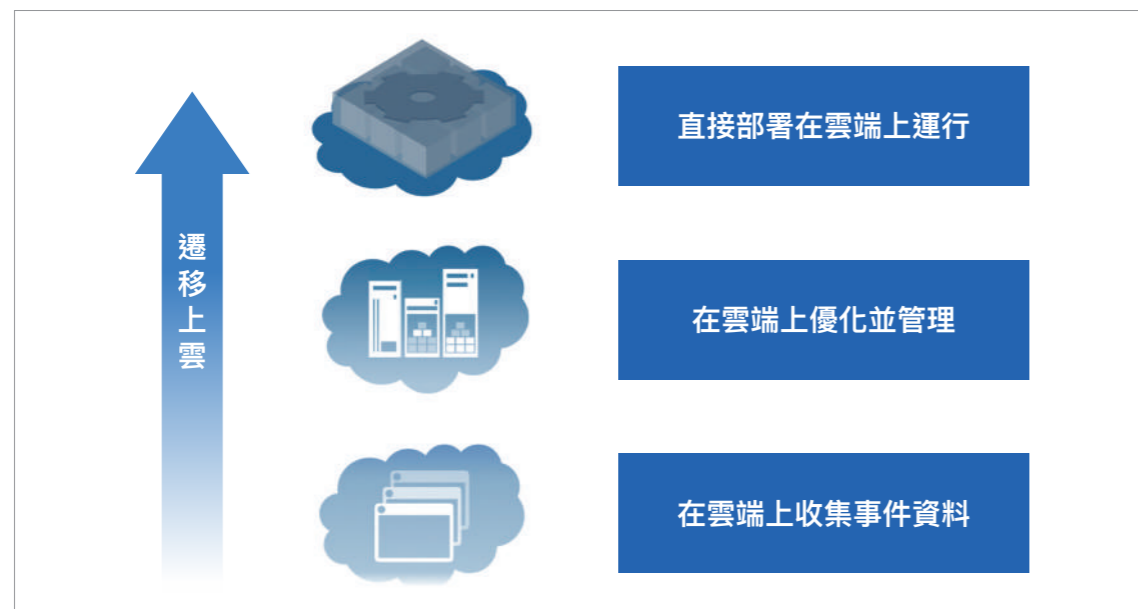 遷移上雲
直接部署在雲端上運行
在雲端上優化並管理
在雲端上收集事件資料